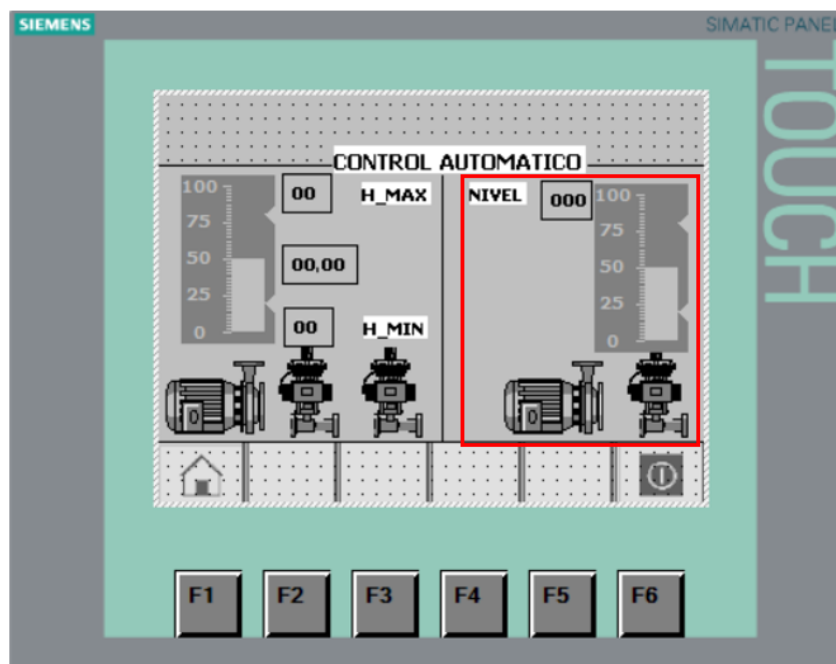 SIEMENS
SIMATIC PANEL
TOUCH
CONTROL AUTOMATICO
100
75
50
25
0
00
H_MAX
00,00
00
H_MIN
NIVEL
000
100
75
50
25
0
F1
F2
F3
F4
F5
F6